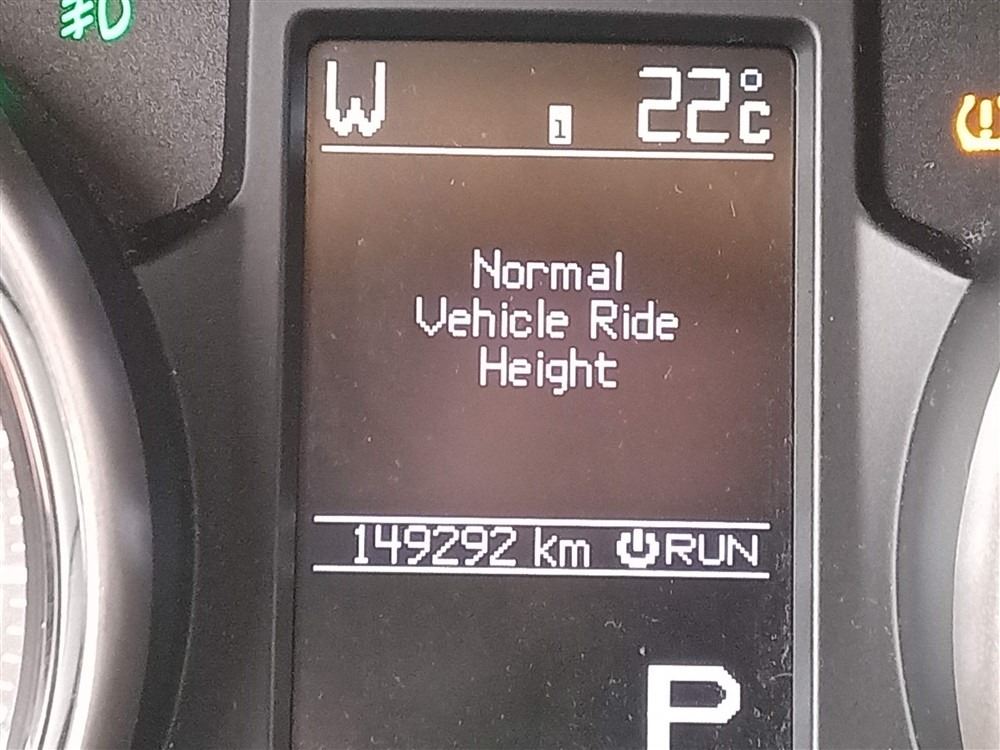 W 1 22°C
Normal
Vehicle Ride
Height
149292 km RUN
P